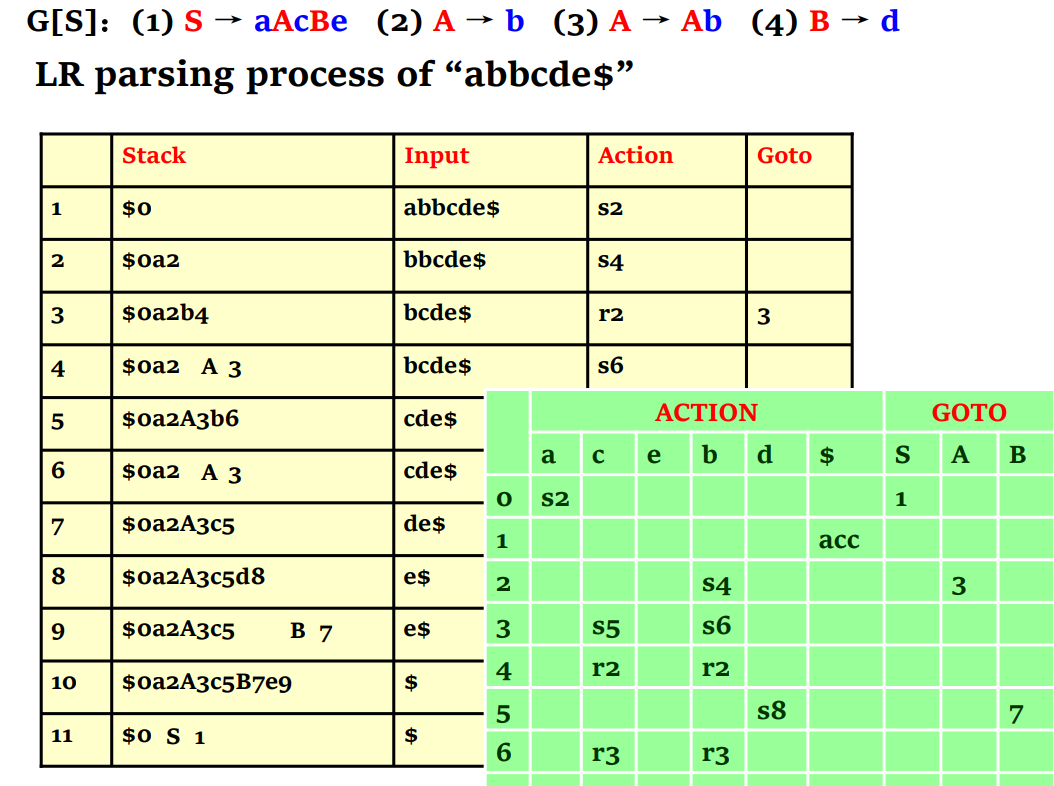 G[S]: (1) S → aAcBe (2) A → b (3) A → Ab (4) B → d
LR parsing process of “abbcde$”
Stack Input Action Goto
1 $0 abbcde$ s2
2 $0a2 bbcde$ s4
3 $0a2b4 bcde$ r2 3
4 $0a2 A 3 bcde$ s6
5 $0a2A3b6 cde$
6 $0a2 A 3 cde$
7 $0a2A3c5 de$
8 $0a2A3c5d8 e$
9 $0a2A3c5 B 7 e$
10 $0a2A3c5B7e9 $
11 $0 S 1 $
ACTION GOTO
a c e b d $ S A B
0 s2 1
1 acc
2 s4 3
3 s5 s6
4 r2 r2
5 s8 7
6 r3 r3